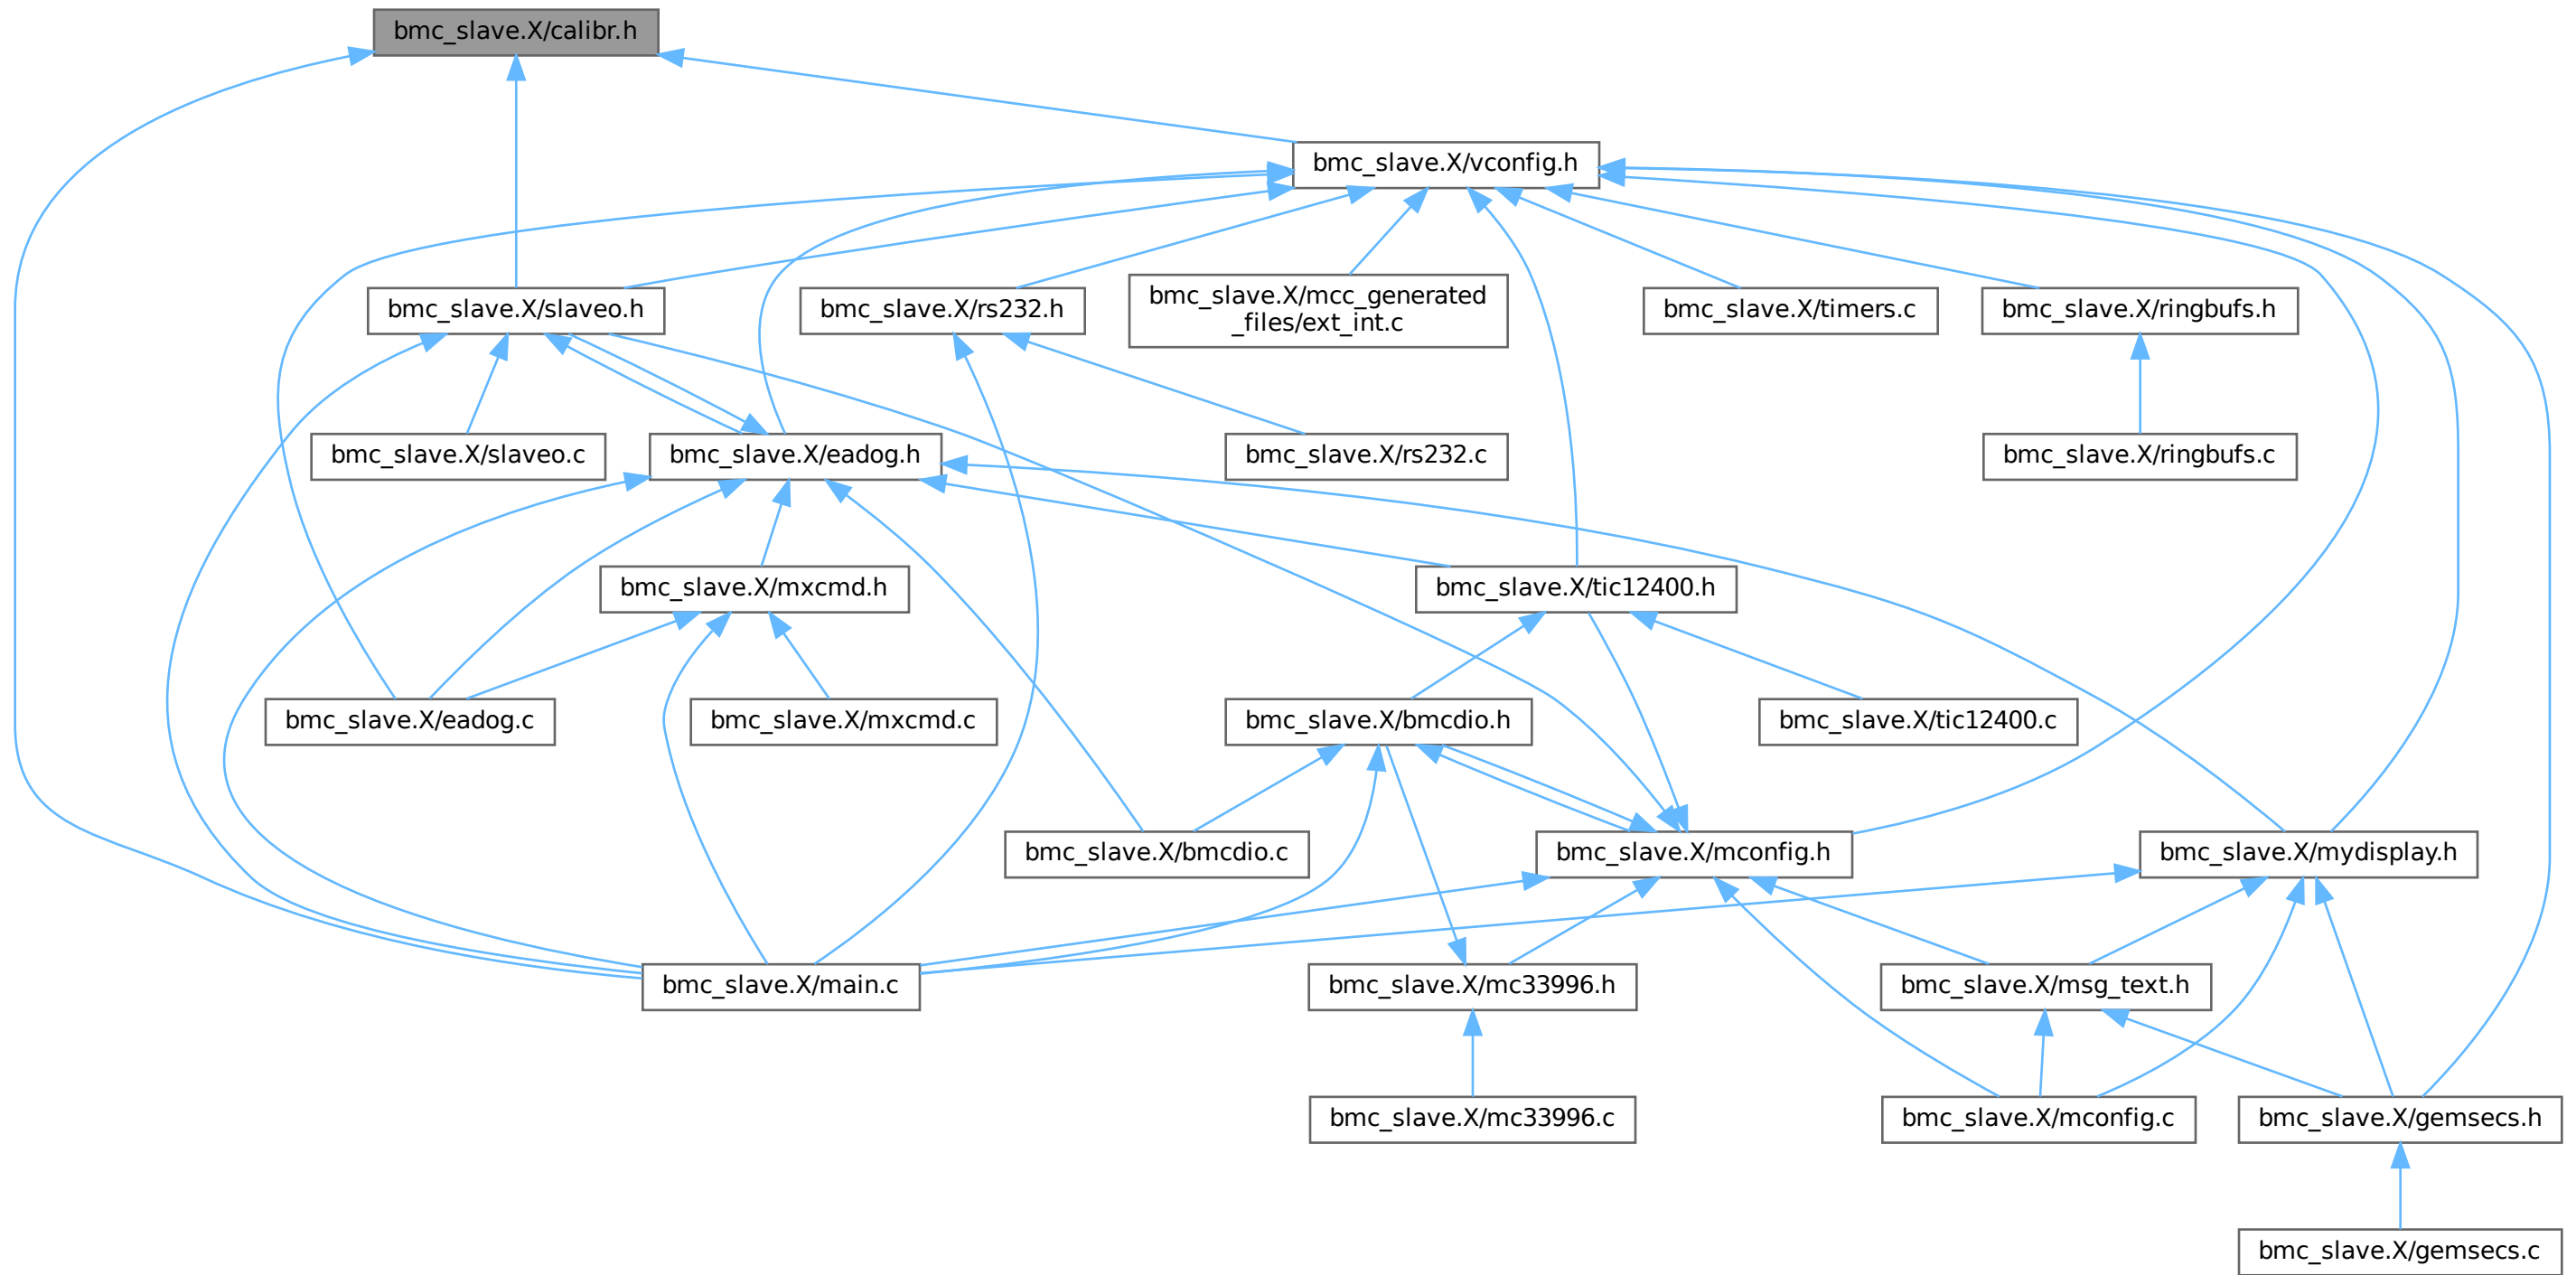 bmc_slave.X/calibr.h
bmc_slave.X/vconfig.h
bmc_slave.X/slaveo.h
bmc_slave.X/rs232.h
bmc_slave.X/mcc_generated
_files/ext_int.c
bmc_slave.X/timers.c
bmc_slave.X/ringbufs.h
bmc_slave.X/slaveo.c
bmc_slave.X/eadog.h
bmc_slave.X/rs232.c
bmc_slave.X/ringbufs.c
bmc_slave.X/mxcmd.h
bmc_slave.X/tic12400.h
bmc_slave.X/eadog.c
bmc_slave.X/mxcmd.c
bmc_slave.X/bmcdio.h
bmc_slave.X/tic12400.c
bmc_slave.X/bmcdio.c
bmc_slave.X/mconfig.h
bmc_slave.X/mydisplay.h
bmc_slave.X/main.c
bmc_slave.X/mc33996.h
bmc_slave.X/msg_text.h
bmc_slave.X/mc33996.c
bmc_slave.X/mconfig.c
bmc_slave.X/gemsecs.h
bmc_slave.X/gemsecs.c